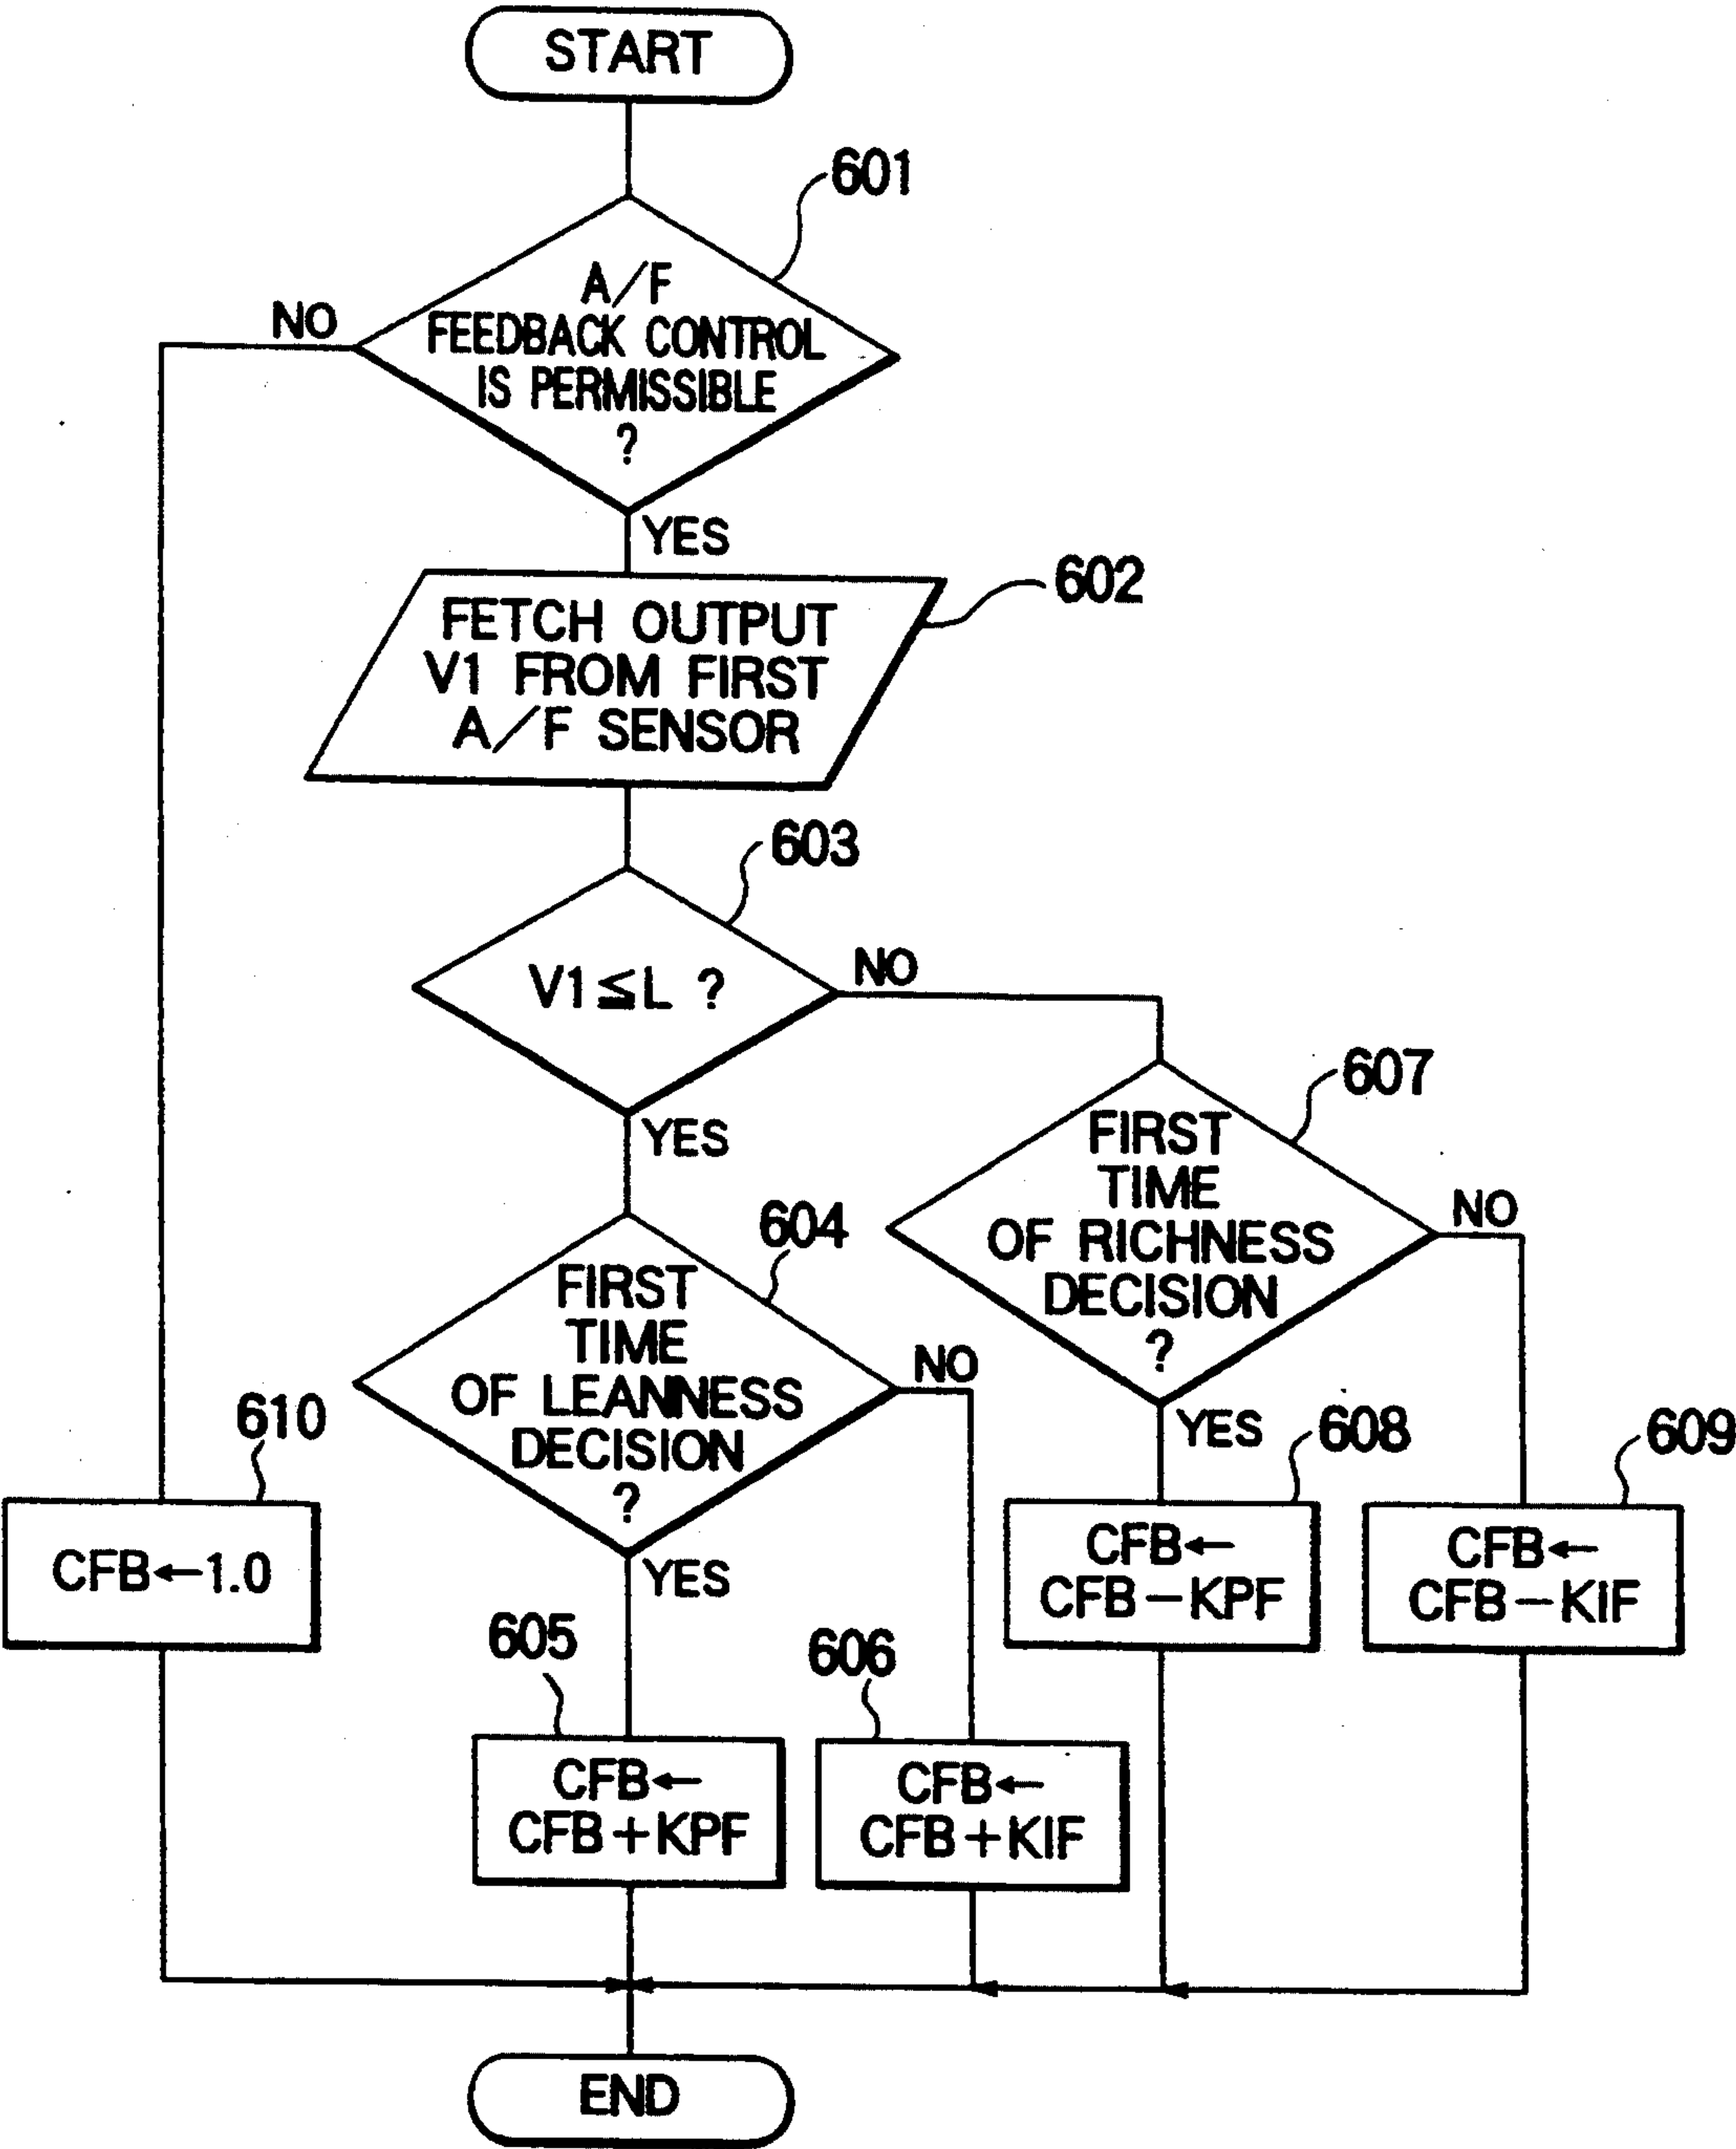 START
601
A/F
FEEDBACK CONTROL
IS PERMISSIBLE
?
NO
YES
602
FETCH OUTPUT
V1 FROM FIRST
A/F SENSOR
603
V1≦L ?
NO
YES
607
FIRST
TIME
OF RICHNESS
DECISION
?
NO
YES
604
FIRST
TIME
OF LEANNESS
DECISION
?
NO
YES
610
CFB←1.0
608
CFB←
CFB−KPF
609
CFB←
CFB−KIF
605
CFB←
CFB+KPF
606
CFB←
CFB+KIF
END